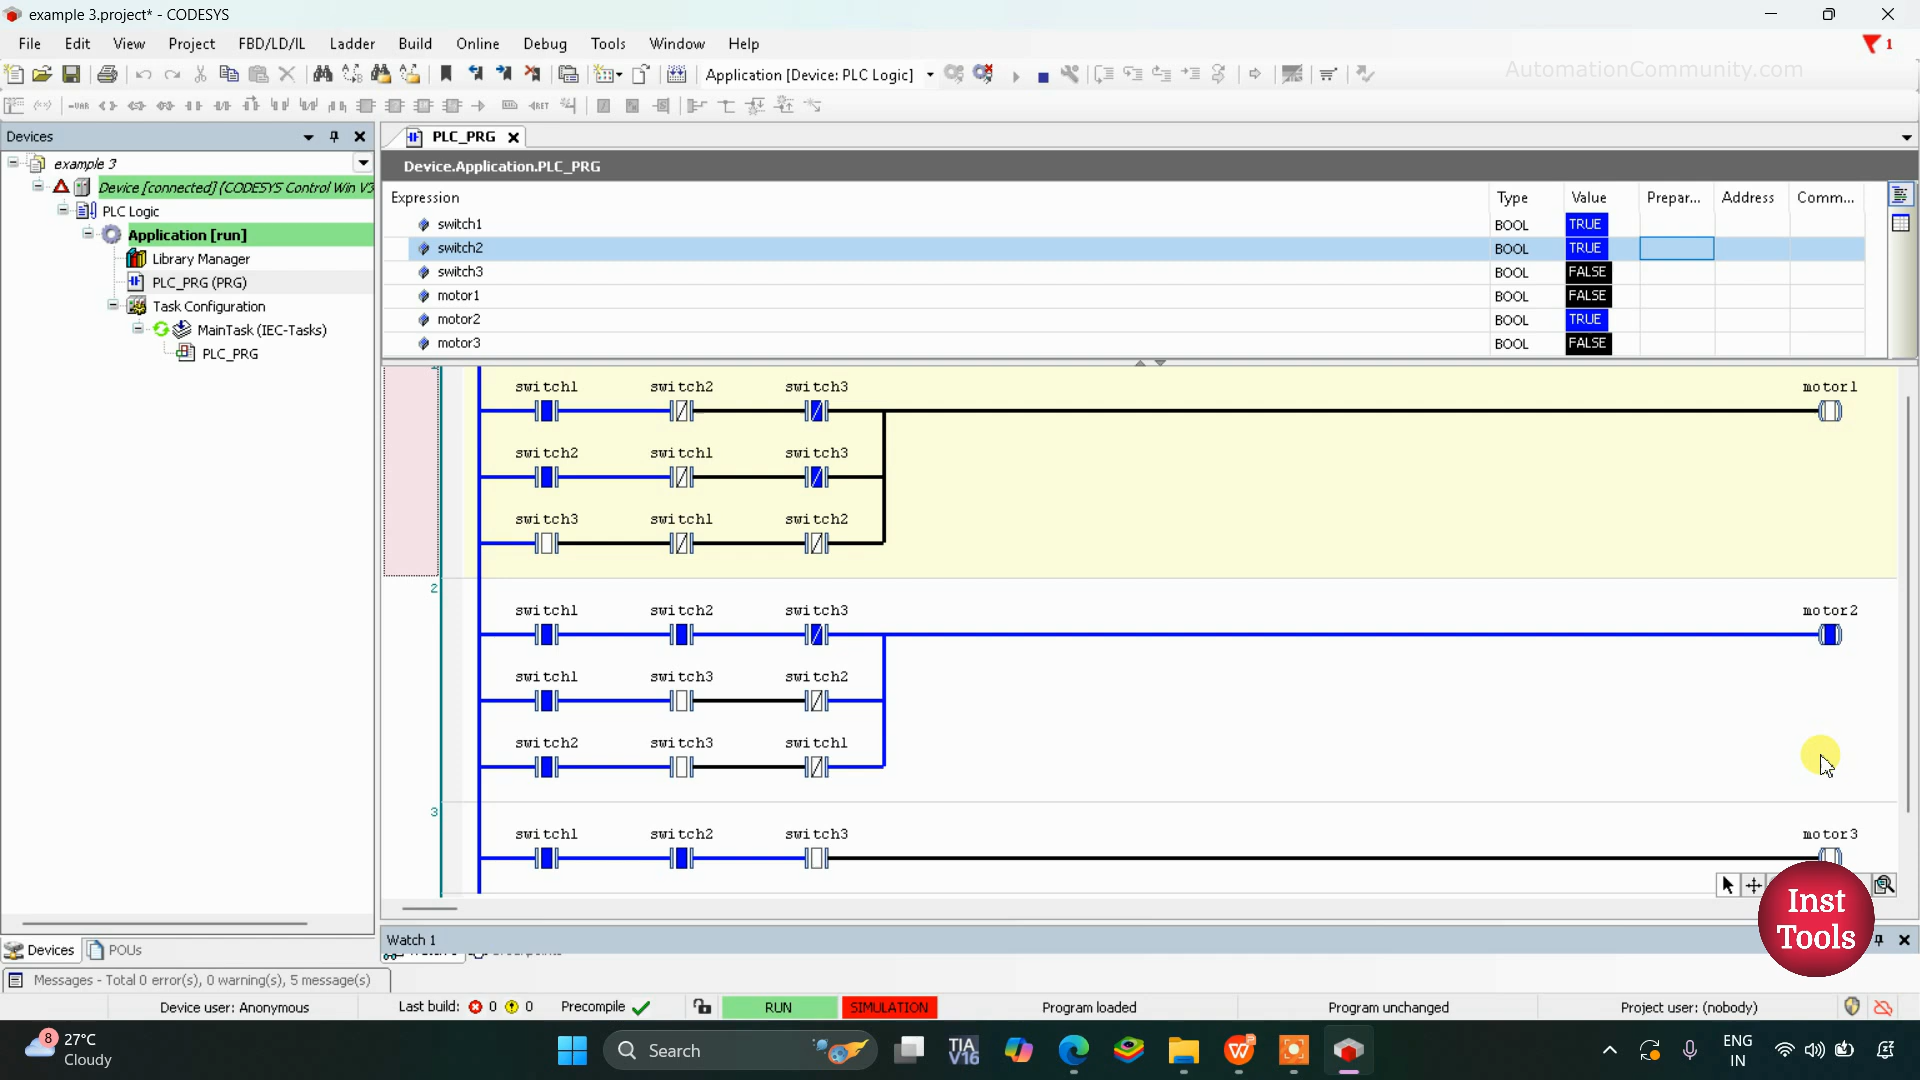 example 3.project* - CODESYS
File Edit View Project FBD/LD/IL Ladder Build Online Debug Tools Window Help
1
Application [Device: PLC Logic]
AutomationCommunity.com
Devices
PLC_PRG
example 3
Device.Application.PLC_PRG
Device [connected] (CODESYS Control Win V3
PLC Logic
Application [run]
Library Manager
PLC_PRG (PRG)
Task Configuration
MainTask (IEC-Tasks)
PLC_PRG
Expression Type Value Prepar... Address Comm...
switch1 BOOL TRUE
switch2 BOOL TRUE
switch3 BOOL FALSE
motor1 BOOL FALSE
motor2 BOOL TRUE
motor3 BOOL FALSE
switch1 switch2 switch3 motor1
switch2 switch1 switch3
switch3 switch1 switch2
2
switch1 switch2 switch3 motor2
switch1 switch3 switch2
switch2 switch3 switch1
3
switch1 switch2 switch3 motor3
Inst
Tools
Devices POUs
Watch 1
Messages - Total 0 error(s), 0 warning(s), 5 message(s)
Device user: Anonymous Last build: 0 0 Precompile RUN SIMULATION Program loaded Program unchanged Project user: (nobody)
8
27°C
Cloudy
Search
TIA
V16
ENG
IN